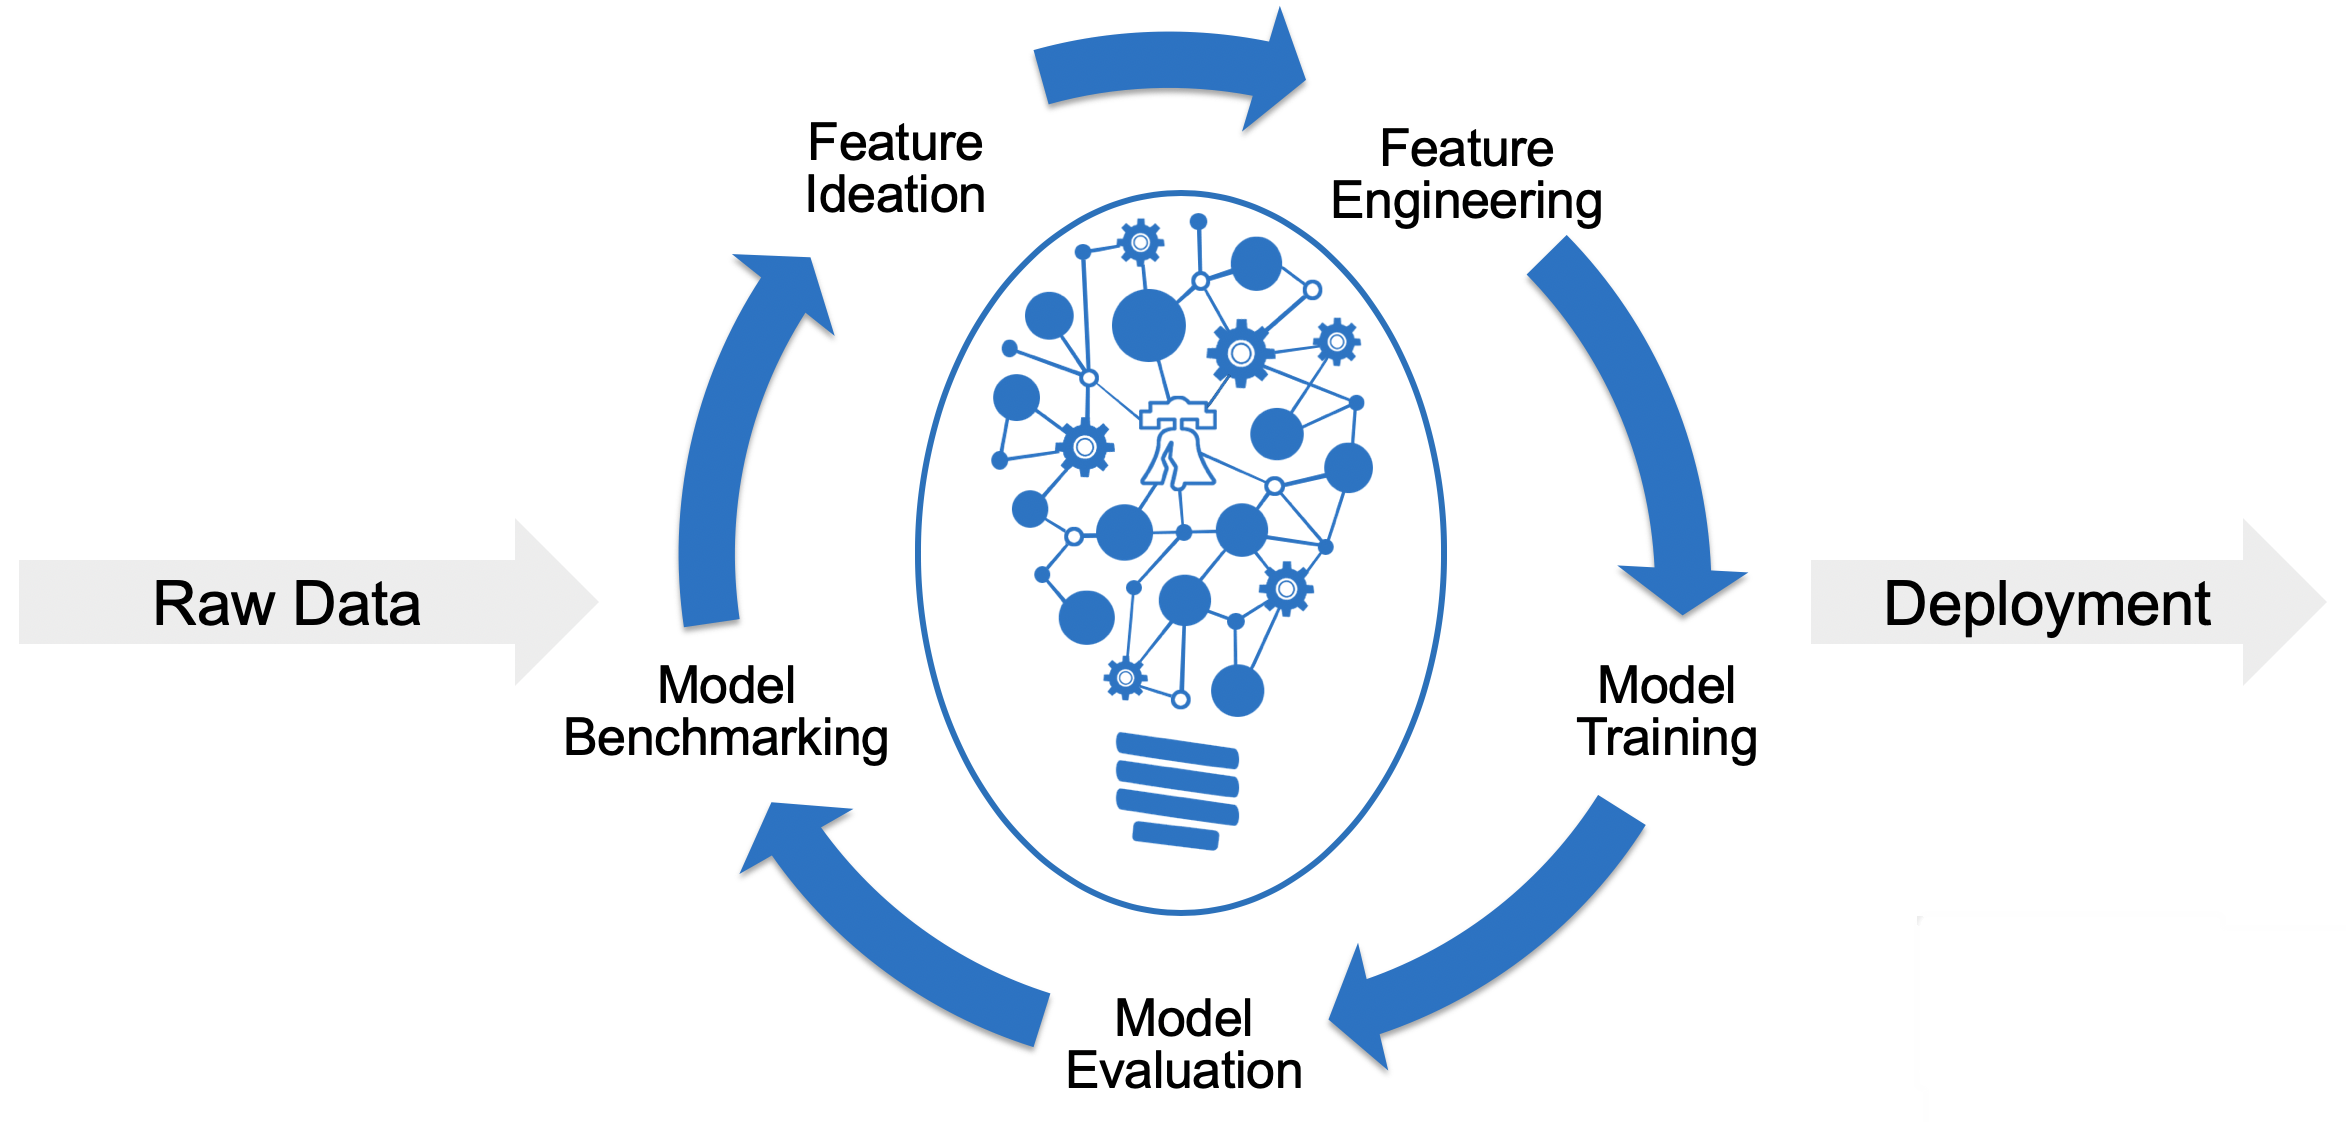 Feature
Ideation
Feature
Engineering
Raw Data
Deployment
Model
Benchmarking
Model
Training
Model
Evaluation